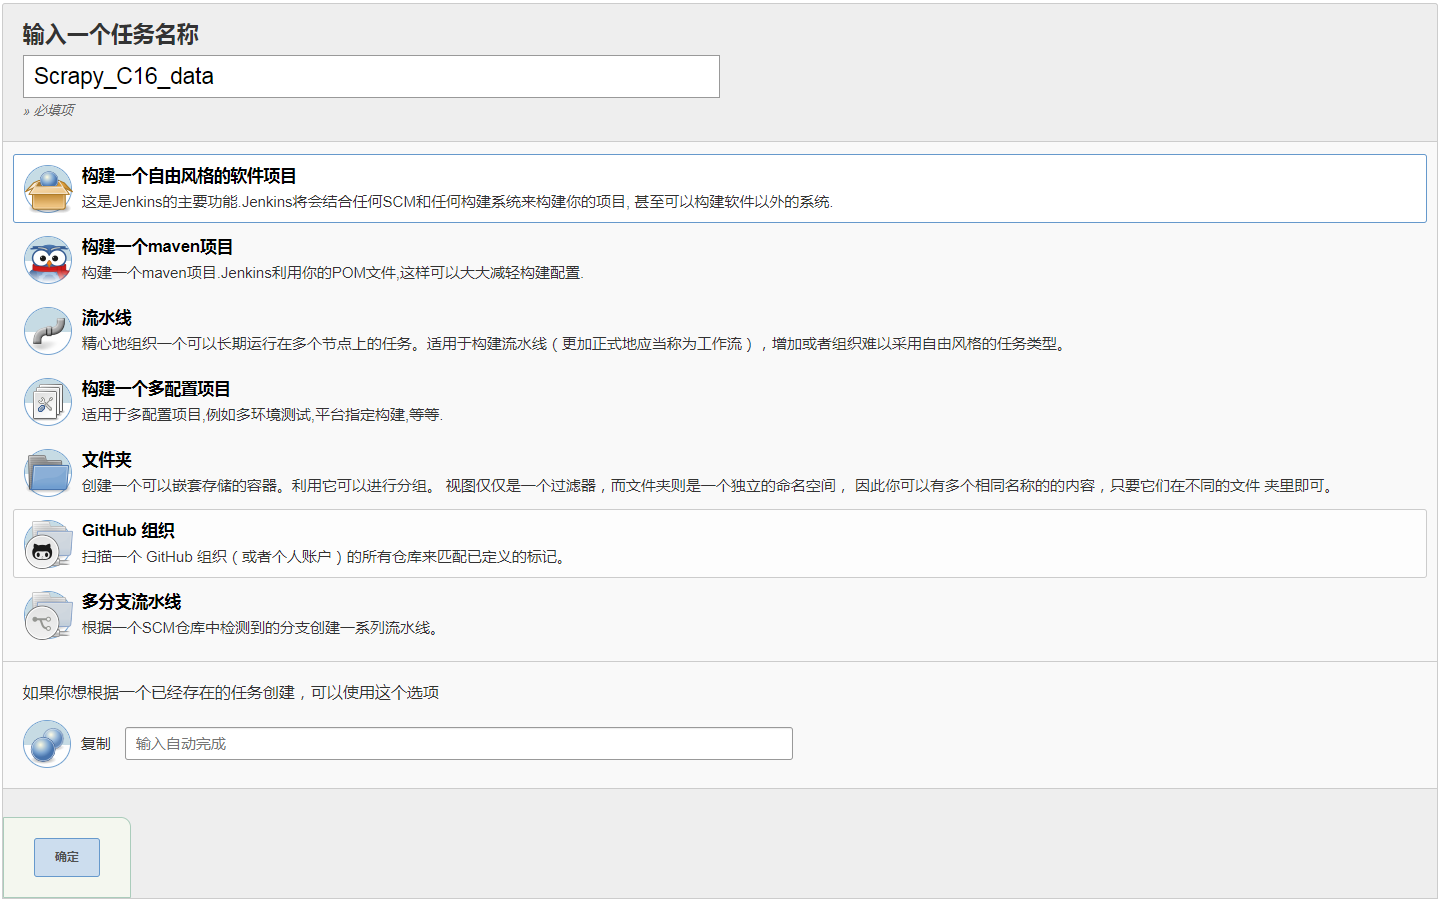 输入一个任务名称
Scrapy_C16_data
» 必填项
构建一个自由风格的软件项目
这是Jenkins的主要功能.Jenkins将会结合任何SCM和任何构建系统来构建你的项目, 甚至可以构建软件以外的系统.
构建一个maven项目
构建一个maven项目.Jenkins利用你的POM文件,这样可以大大减轻构建配置.
流水线
精心地组织一个可以长期运行在多个节点上的任务。适用于构建流水线（更加正式地应当称为工作流），增加或者组织难以采用自由风格的任务类型。
构建一个多配置项目
适用于多配置项目,例如多环境测试,平台指定构建,等等.
文件夹
创建一个可以嵌套存储的容器。利用它可以进行分组。 视图仅仅是一个过滤器，而文件夹则是一个独立的命名空间， 因此你可以有多个相同名称的的内容，只要它们在不同的文件 夹里即可。
GitHub 组织
扫描一个 GitHub 组织（或者个人账户）的所有仓库来匹配已定义的标记。
多分支流水线
根据一个SCM仓库中检测到的分支创建一系列流水线。
如果你想根据一个已经存在的任务创建，可以使用这个选项
复制 输入自动完成
确定